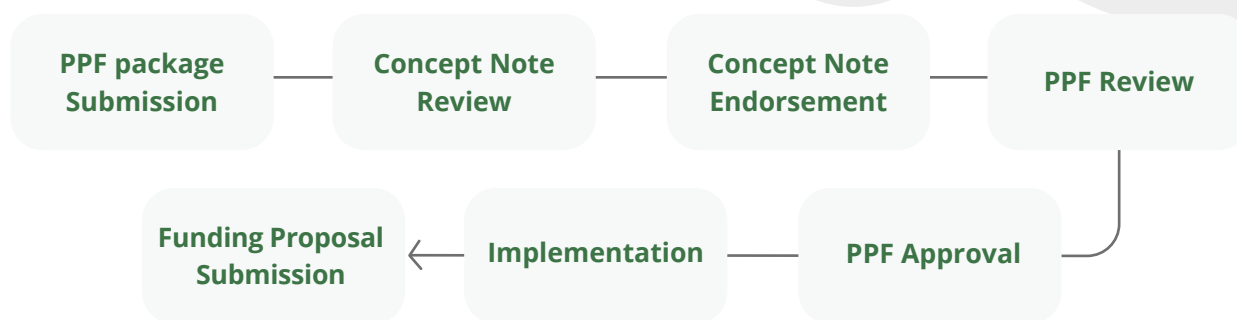 PPF package
Submission
Concept Note
Review
Concept Note
Endorsement
PPF Review
PPF Approval
Implementation
Funding Proposal
Submission